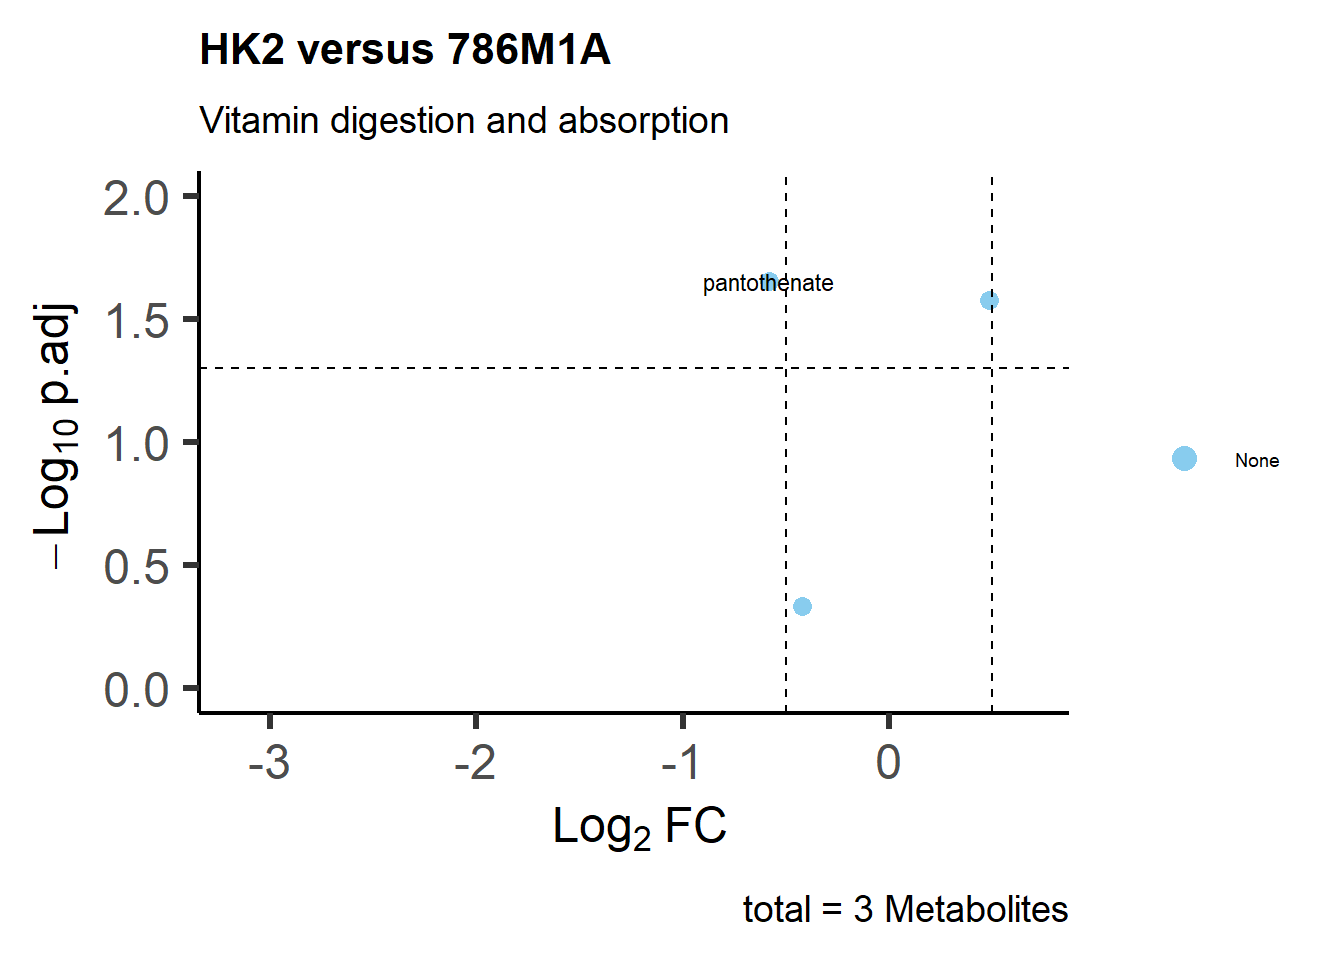 HK2 versus 786M1A
Vitamin digestion and absorption
2.0
1.5
1.0
0.5
0.0
−Log10 p.adj
pantothenate
None
-3
-2
-1
0
Log2 FC
total = 3 Metabolites